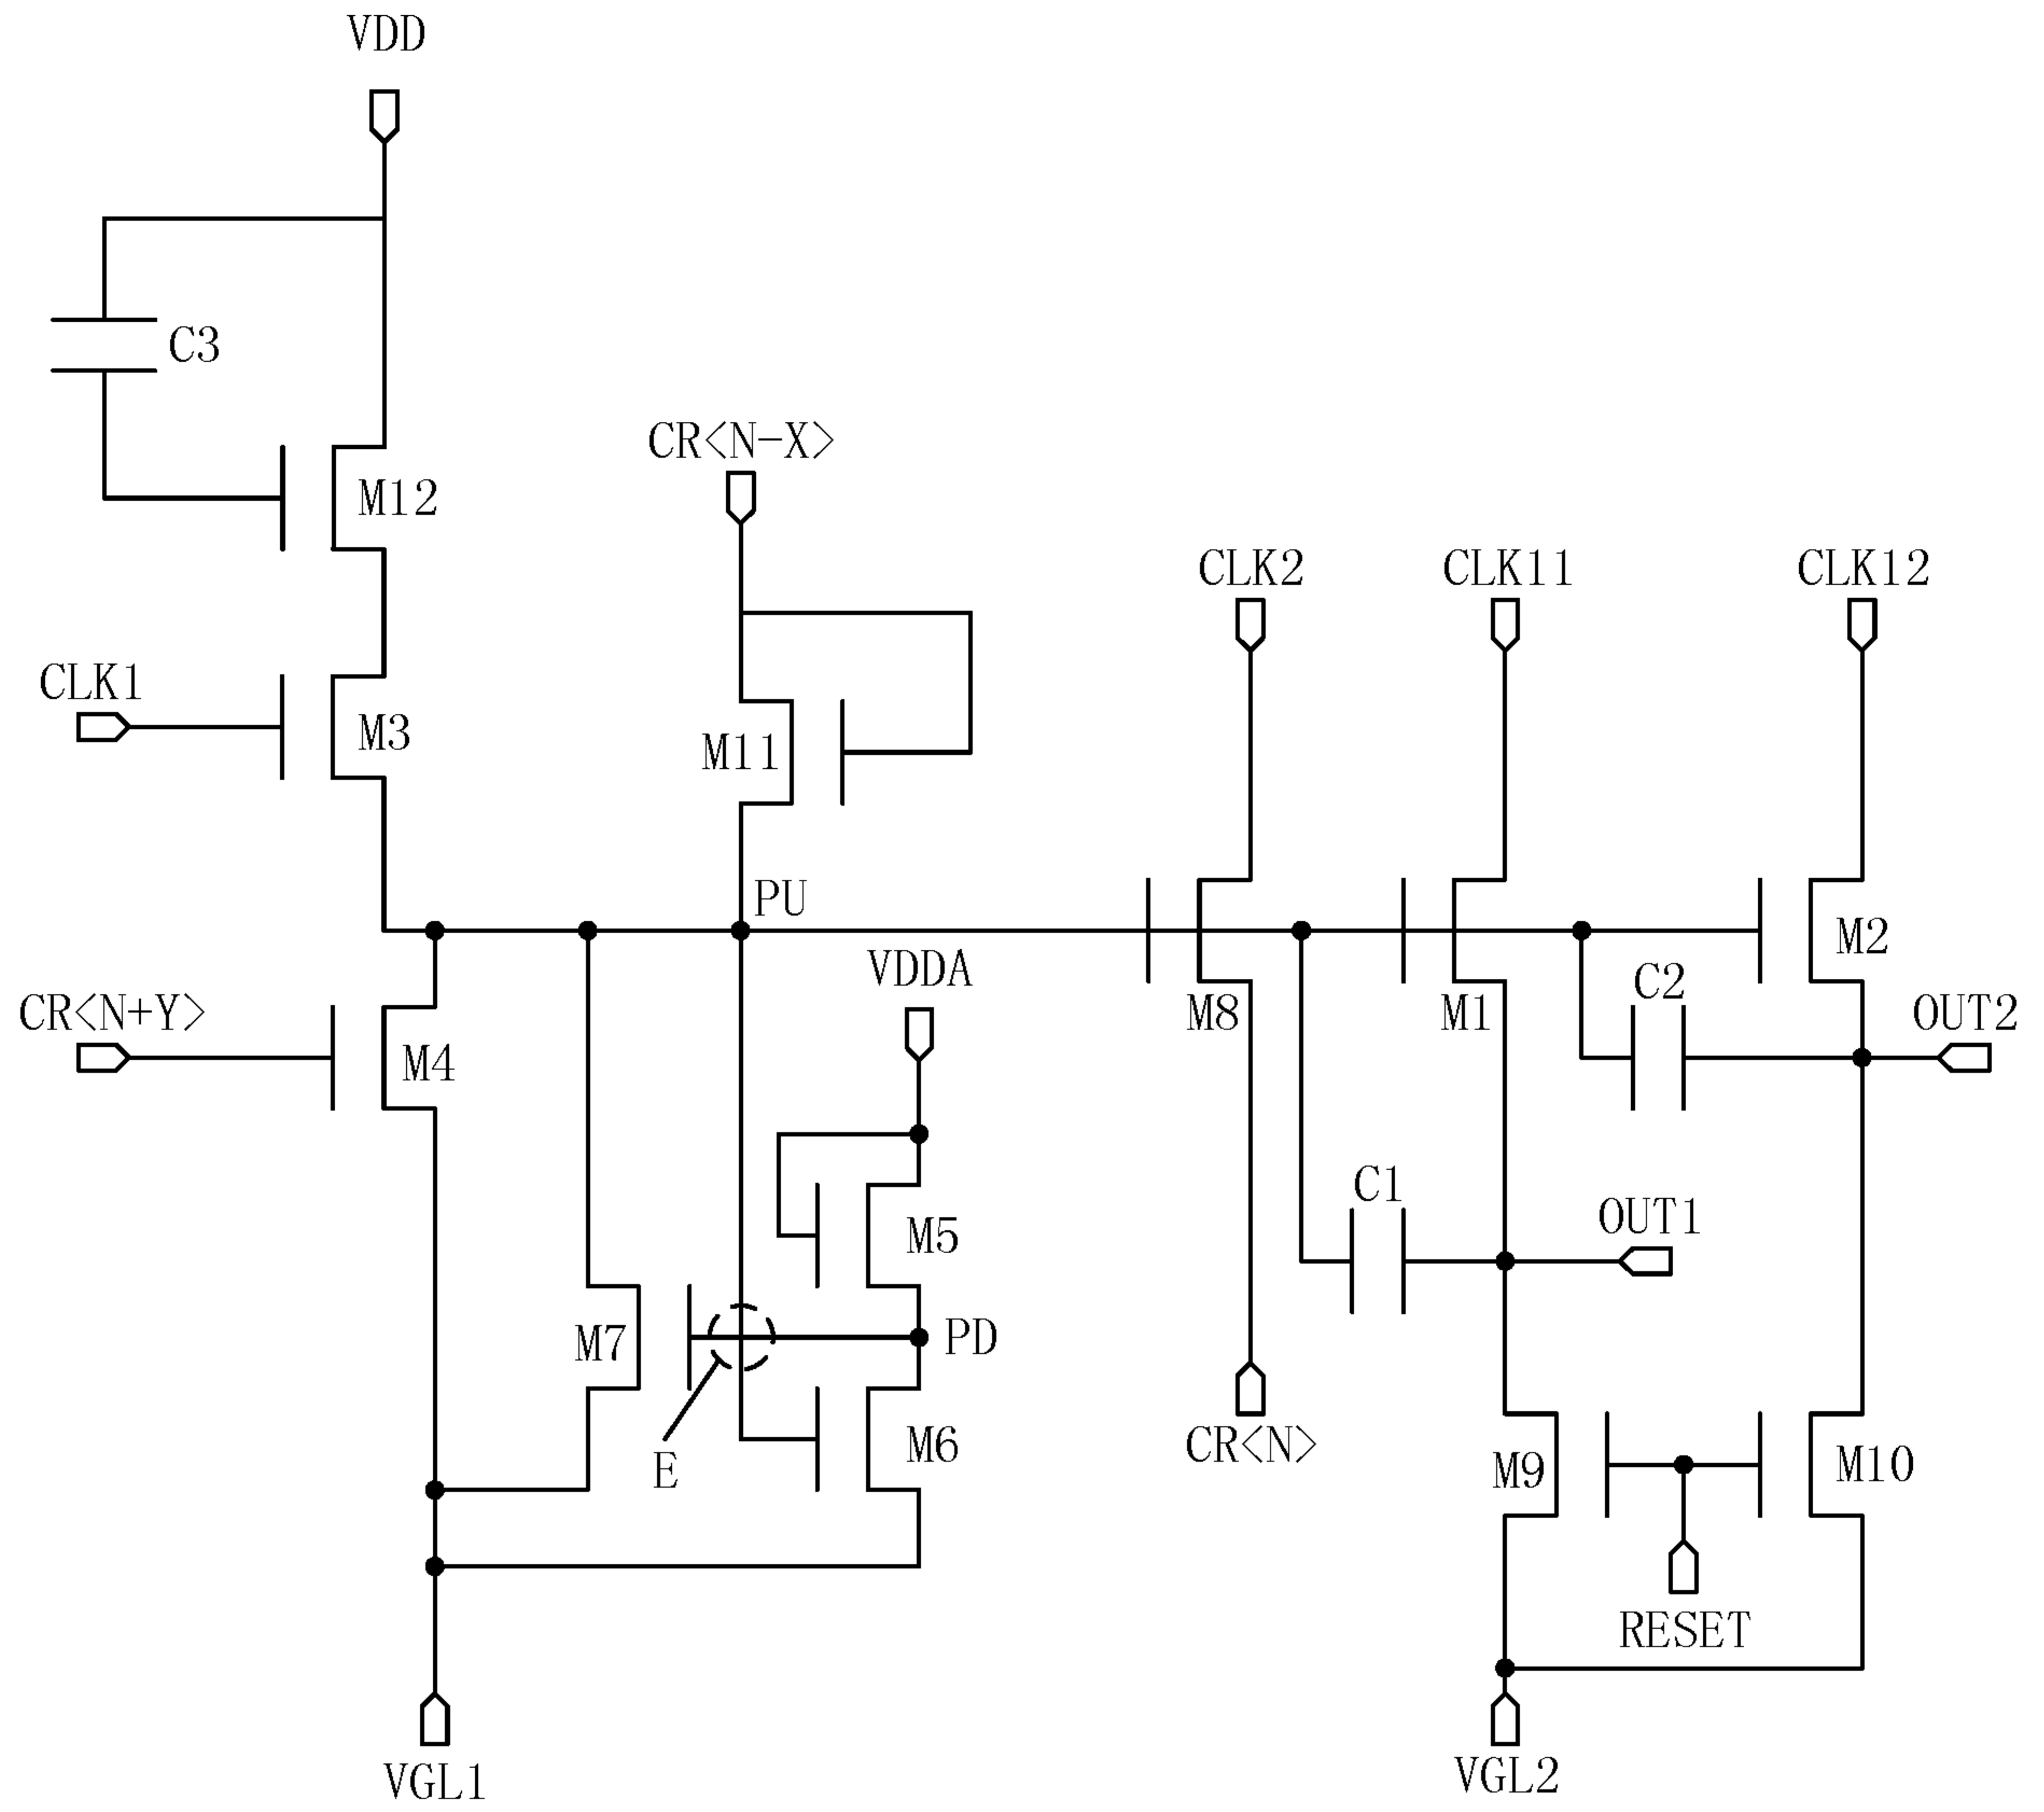 VDD
C3
CR<N-X>
M12
CLK2
CLK11
CLK12
CLK1
M3
M11
PU
M2
VDDA
C2
CR<N+Y>
M4
M8
M1
OUT2
C1
OUT1
M5
M7
PD
E
M6
CR<N>
M9
M10
RESET
VGL1
VGL2